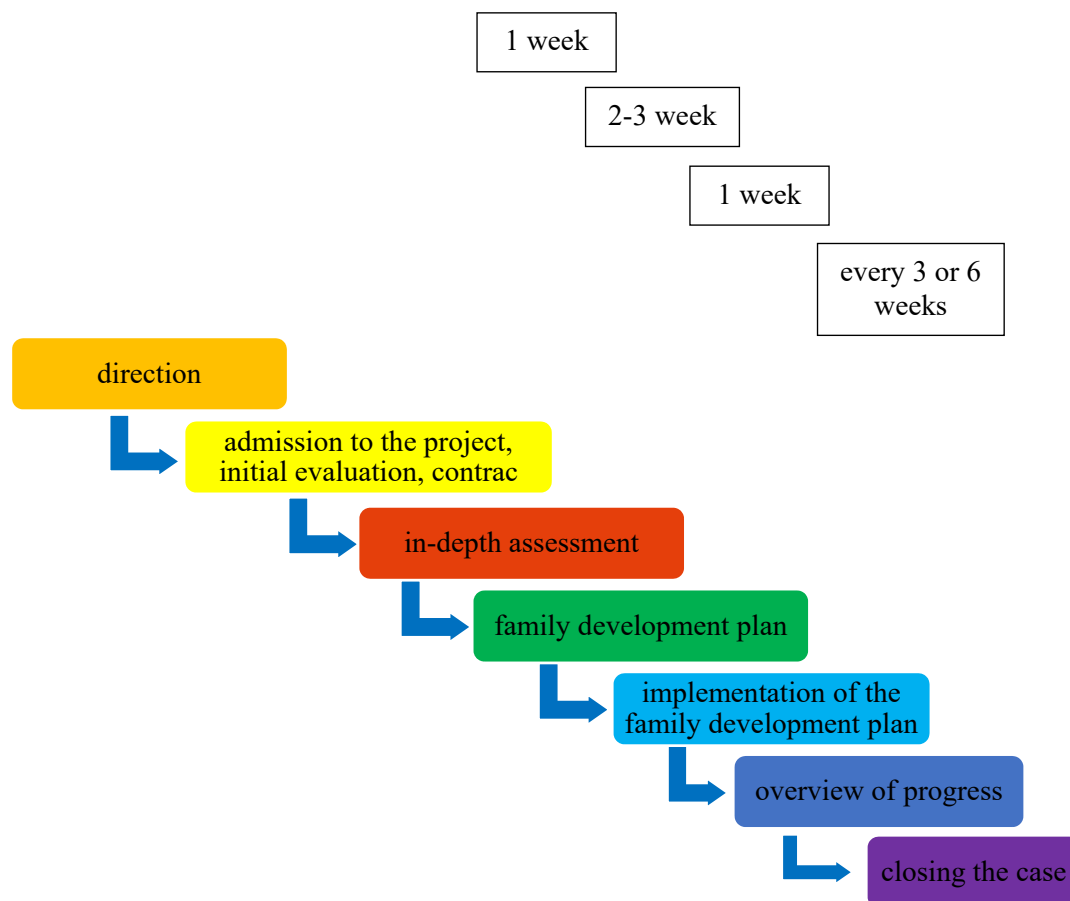 1 week
2-3 week
1 week
every 3 or 6
weeks
direction
admission to the project,
initial evaluation, contrac
in-depth assessment
family development plan
implementation of the
family development plan
overview of progress
closing the case